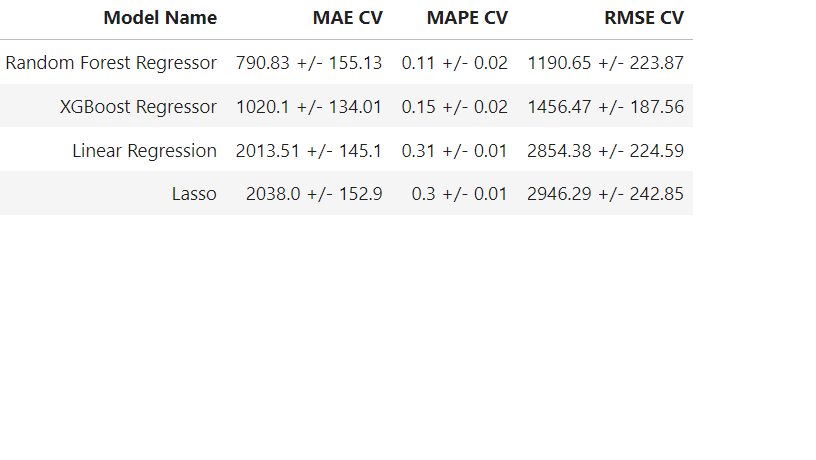 Model Name MAE CV MAPE CV RMSE CV
Random Forest Regressor 790.83 +/- 155.13 0.11 +/- 0.02 1190.65 +/- 223.87
XGBoost Regressor 1020.1 +/- 134.01 0.15 +/- 0.02 1456.47 +/- 187.56
Linear Regression 2013.51 +/- 145.1 0.31 +/- 0.01 2854.38 +/- 224.59
Lasso 2038.0 +/- 152.9 0.3 +/- 0.01 2946.29 +/- 242.85